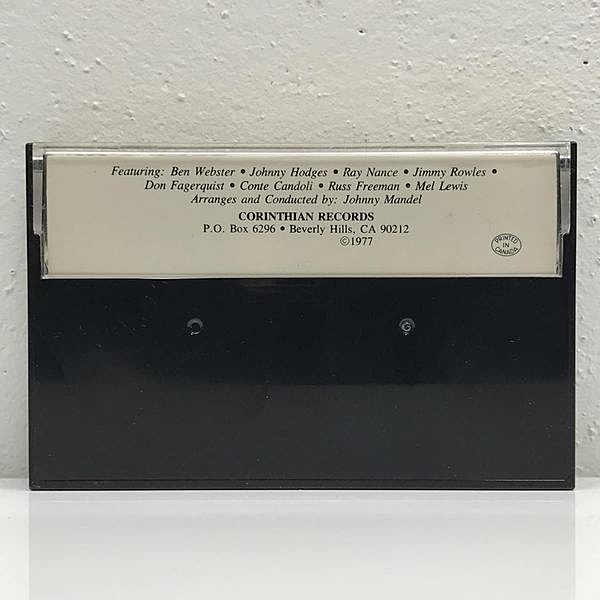 Featuring: Ben Webster • Johnny Hodges • Ray Nance • Jimmy Rowles •
Don Fagerquist • Conte Candoli • Russ Freeman • Mel Lewis
Arranges and Conducted by: Johnny Mandel
CORINTHIAN RECORDS
P.O. Box 6296 • Beverly Hills, CA 90212
©1977
PRINTED
IN
CANADA